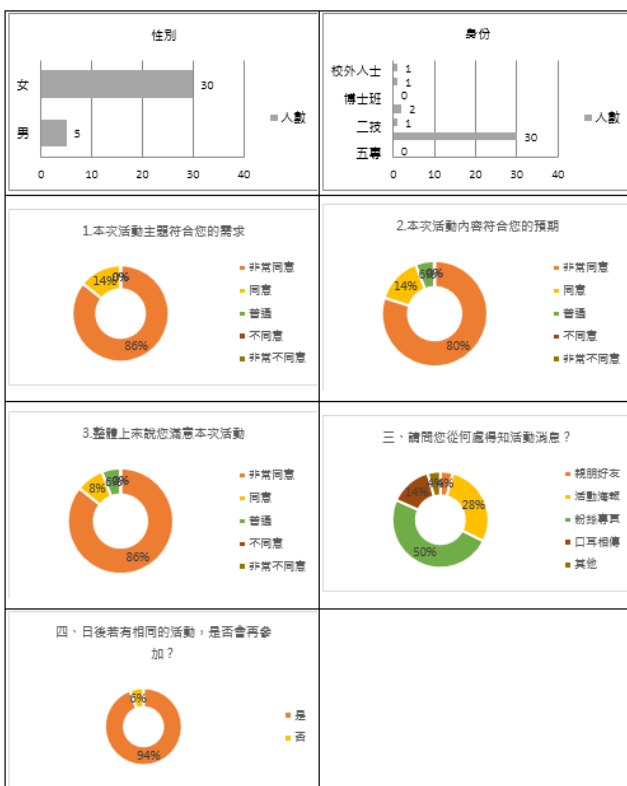 性別
女
30
男
5
0
10
20
30
40
人數
身份
校外人士
1
1
博士班
0
2
二技
1
30
五專
0
0
10
20
30
40
人數
1.本次活動主題符合您的需求
14%
0%
86%
非常同意
同意
普通
不同意
非常不同意
2.本次活動內容符合您的預期
14%
0%
80%
非常同意
同意
普通
不同意
非常不同意
3.整體上來說您滿意本次活動
8%
6%
0%
86%
非常同意
同意
普通
不同意
非常不同意
三、請問您從何處得知活動消息?
14%
4%
4%
28%
50%
親朋好友
活動海報
粉絲專頁
口耳相傳
其他
四、日後若有相同的活動,是否會再參
加?
6%
94%
是
否